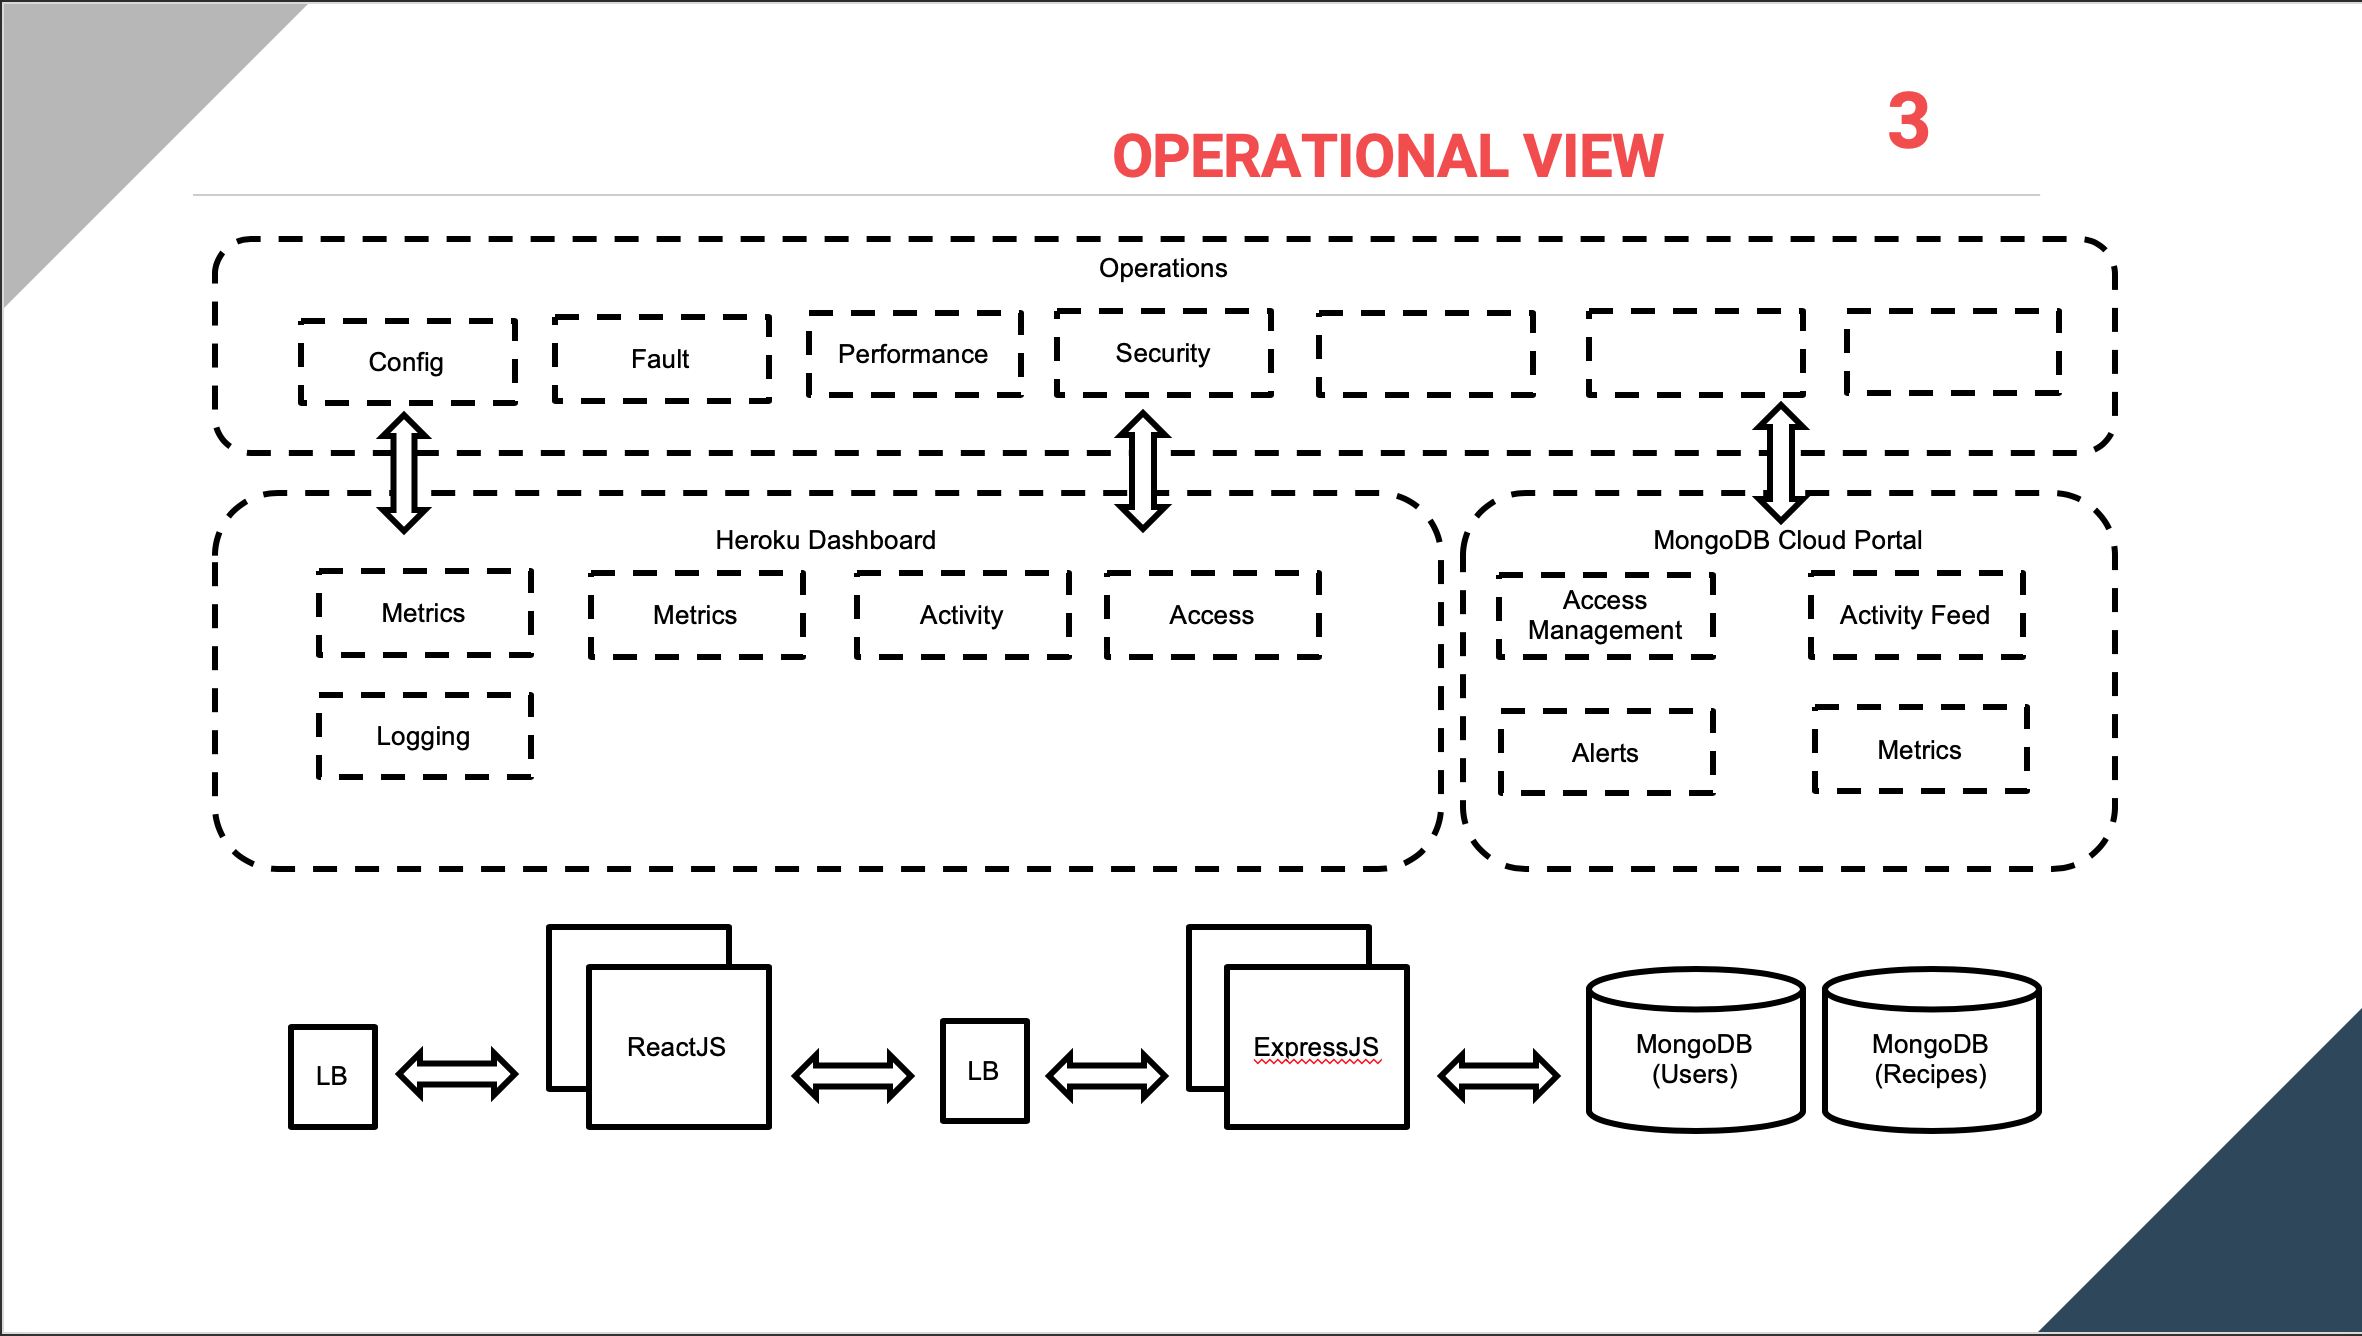 3
OPERATIONAL VIEW
Operations
Config
Fault
Performance
Security
Heroku Dashboard
Metrics
Metrics
Activity
Access
Logging
MongoDB Cloud Portal
Access
Management
Activity Feed
Alerts
Metrics
LB
ReactJS
LB
ExpressJS
MongoDB
(Users)
MongoDB
(Recipes)